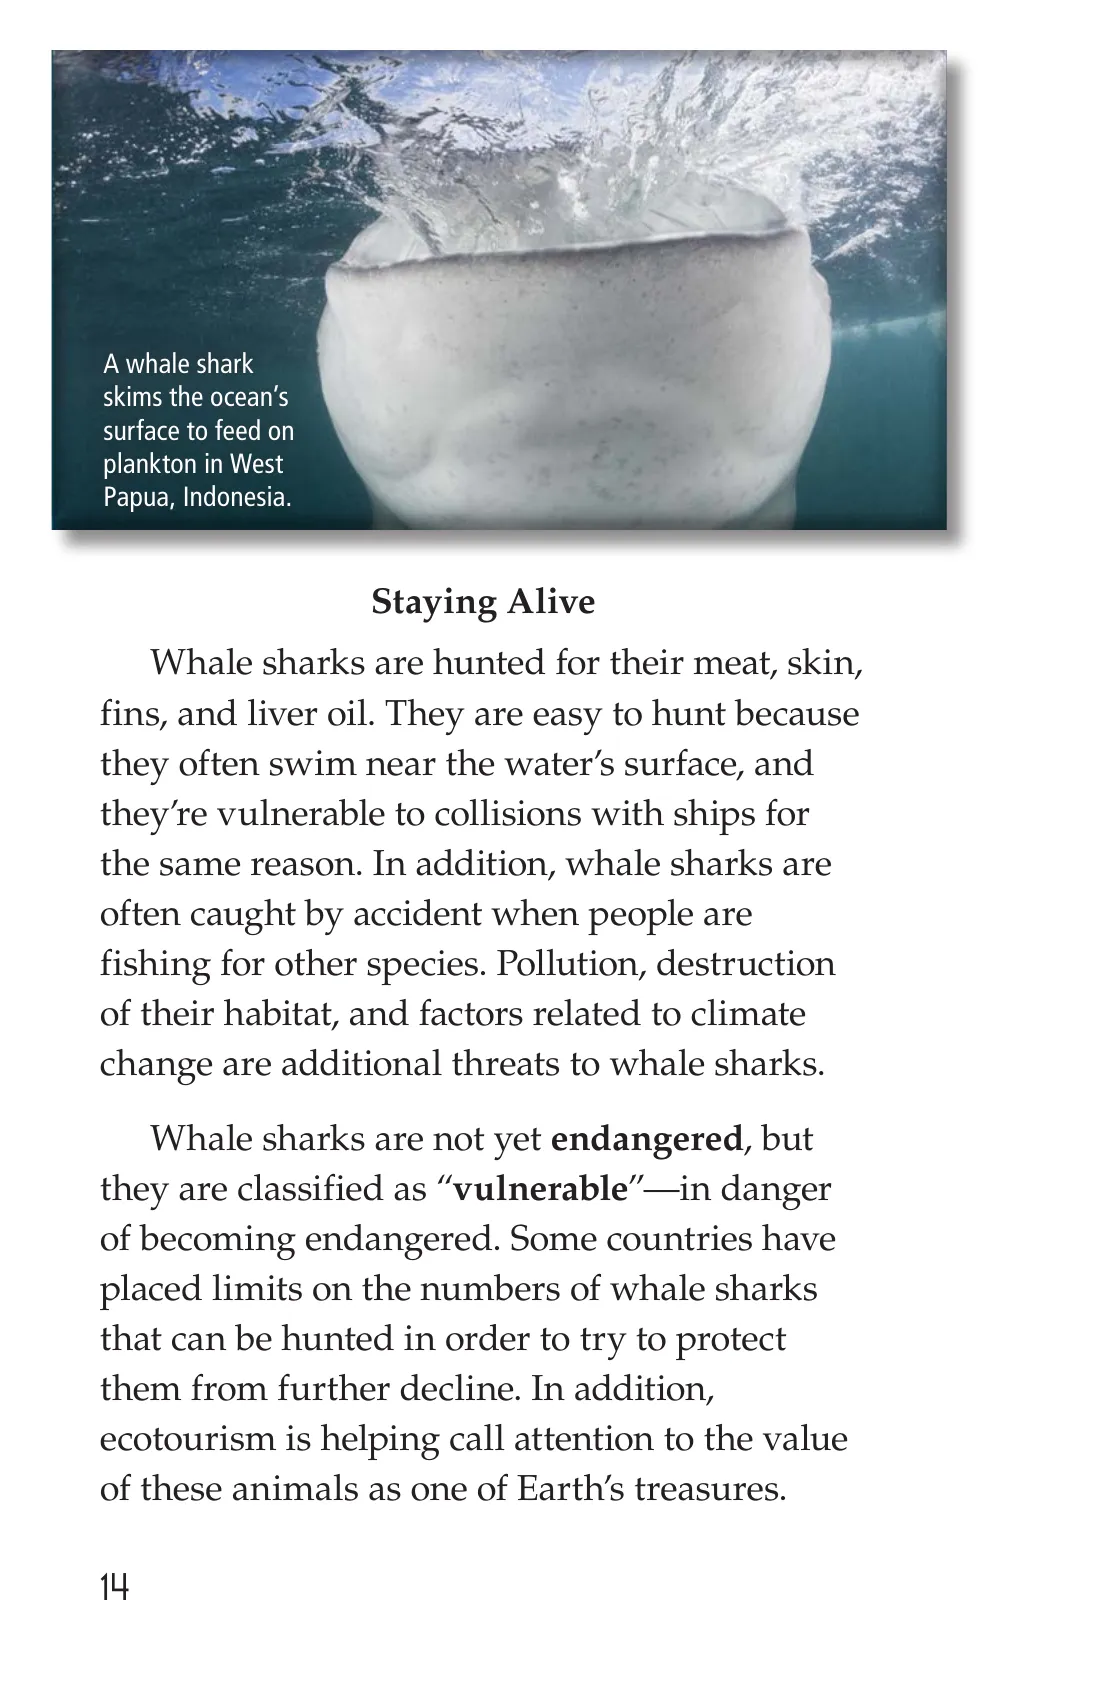 A whale shark
skims the ocean's
surface to feed on
plankton in West
Papua, Indonesia.
Staying Alive
Whale sharks are hunted for their meat, skin,
fins, and liver oil. They are easy to hunt because
they often swim near the water's surface, and
they're vulnerable to collisions with ships for
the same reason. In addition, whale sharks are
often caught by accident when people are
fishing for other species. Pollution, destruction
of their habitat, and factors related to climate
change are additional threats to whale sharks.
Whale sharks are not yet endangered, but
they are classified as “vulnerable”—in danger
of becoming endangered. Some countries have
placed limits on the numbers of whale sharks
that can be hunted in order to try to protect
them from further decline. In addition,
ecotourism is helping call attention to the value
of these animals as one of Earth's treasures.
14